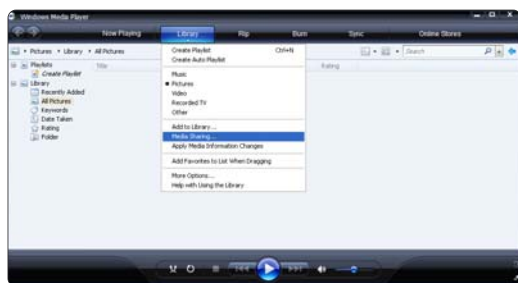 Windows Media Player
Now Playing Library Rip Burn Sync Online Stores
Pictures Library All Pictures Search
Playlists
Create Playlist
Library
Recently Added
All Pictures
Keywords
Date Taken
Rating
Folder
Title Rating
Create Playlist Ctrl+N
Create Auto Playlist
Music
Pictures
Video
Recorded TV
Other
Add to Library...
Media Sharing...
Apply Media Information Changes
Add Favorites to List When Dragging
More Options...
Help with Using the Library